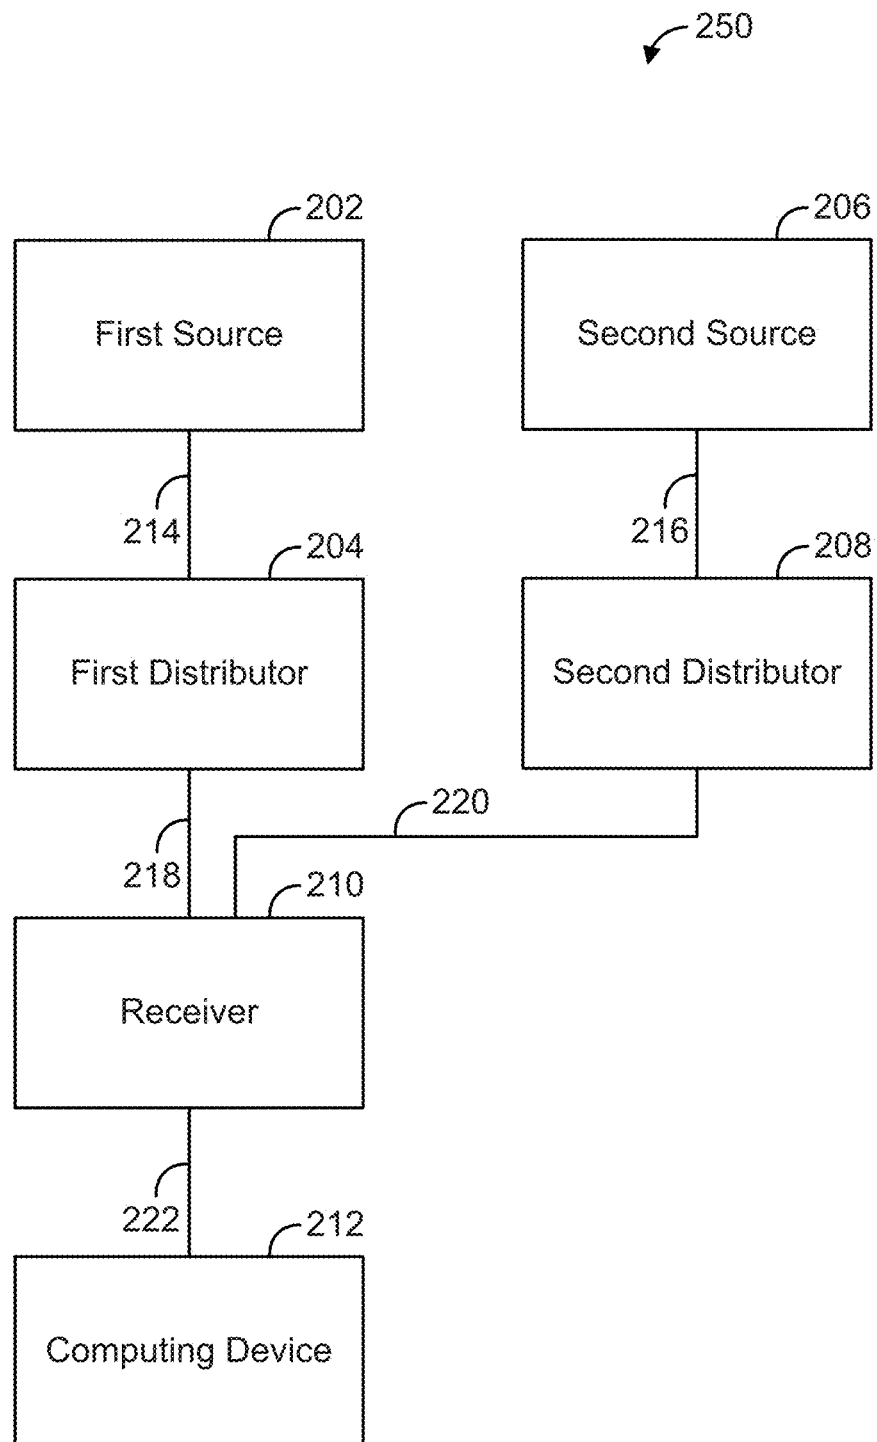 250
202
206
First Source
Second Source
214
216
204
208
First Distributor
Second Distributor
220
218
210
Receiver
222
212
Computing Device